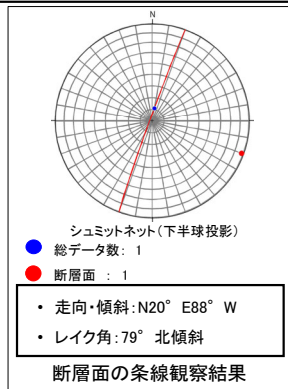 N
シュミットネット(下半球投影)
総データ数: 1
断層面 : 1
・ 走向・傾斜:N20° E88° W
・ レイク角:79° 北傾斜
断層面の条線観察結果